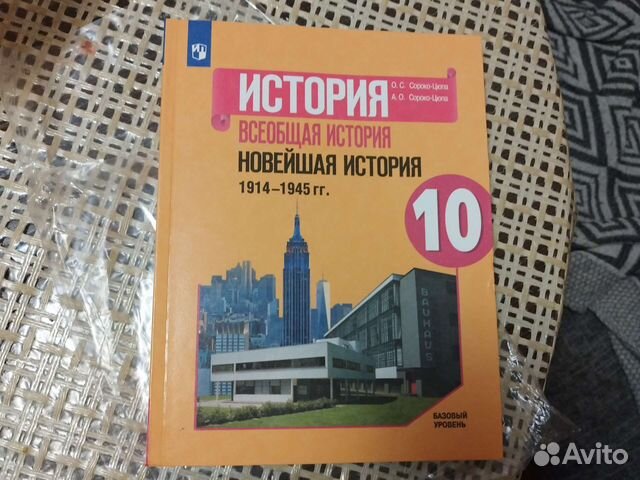 О. С. Сороко-Цюпа
А. О. Сороко-Цюпа
ИСТОРИЯ
ВСЕОБЩАЯ ИСТОРИЯ
НОВЕЙШАЯ ИСТОРИЯ
1914–1945 гг.
10
BAUHAUS
БАЗОВЫЙ
УРОВЕНЬ
Avito